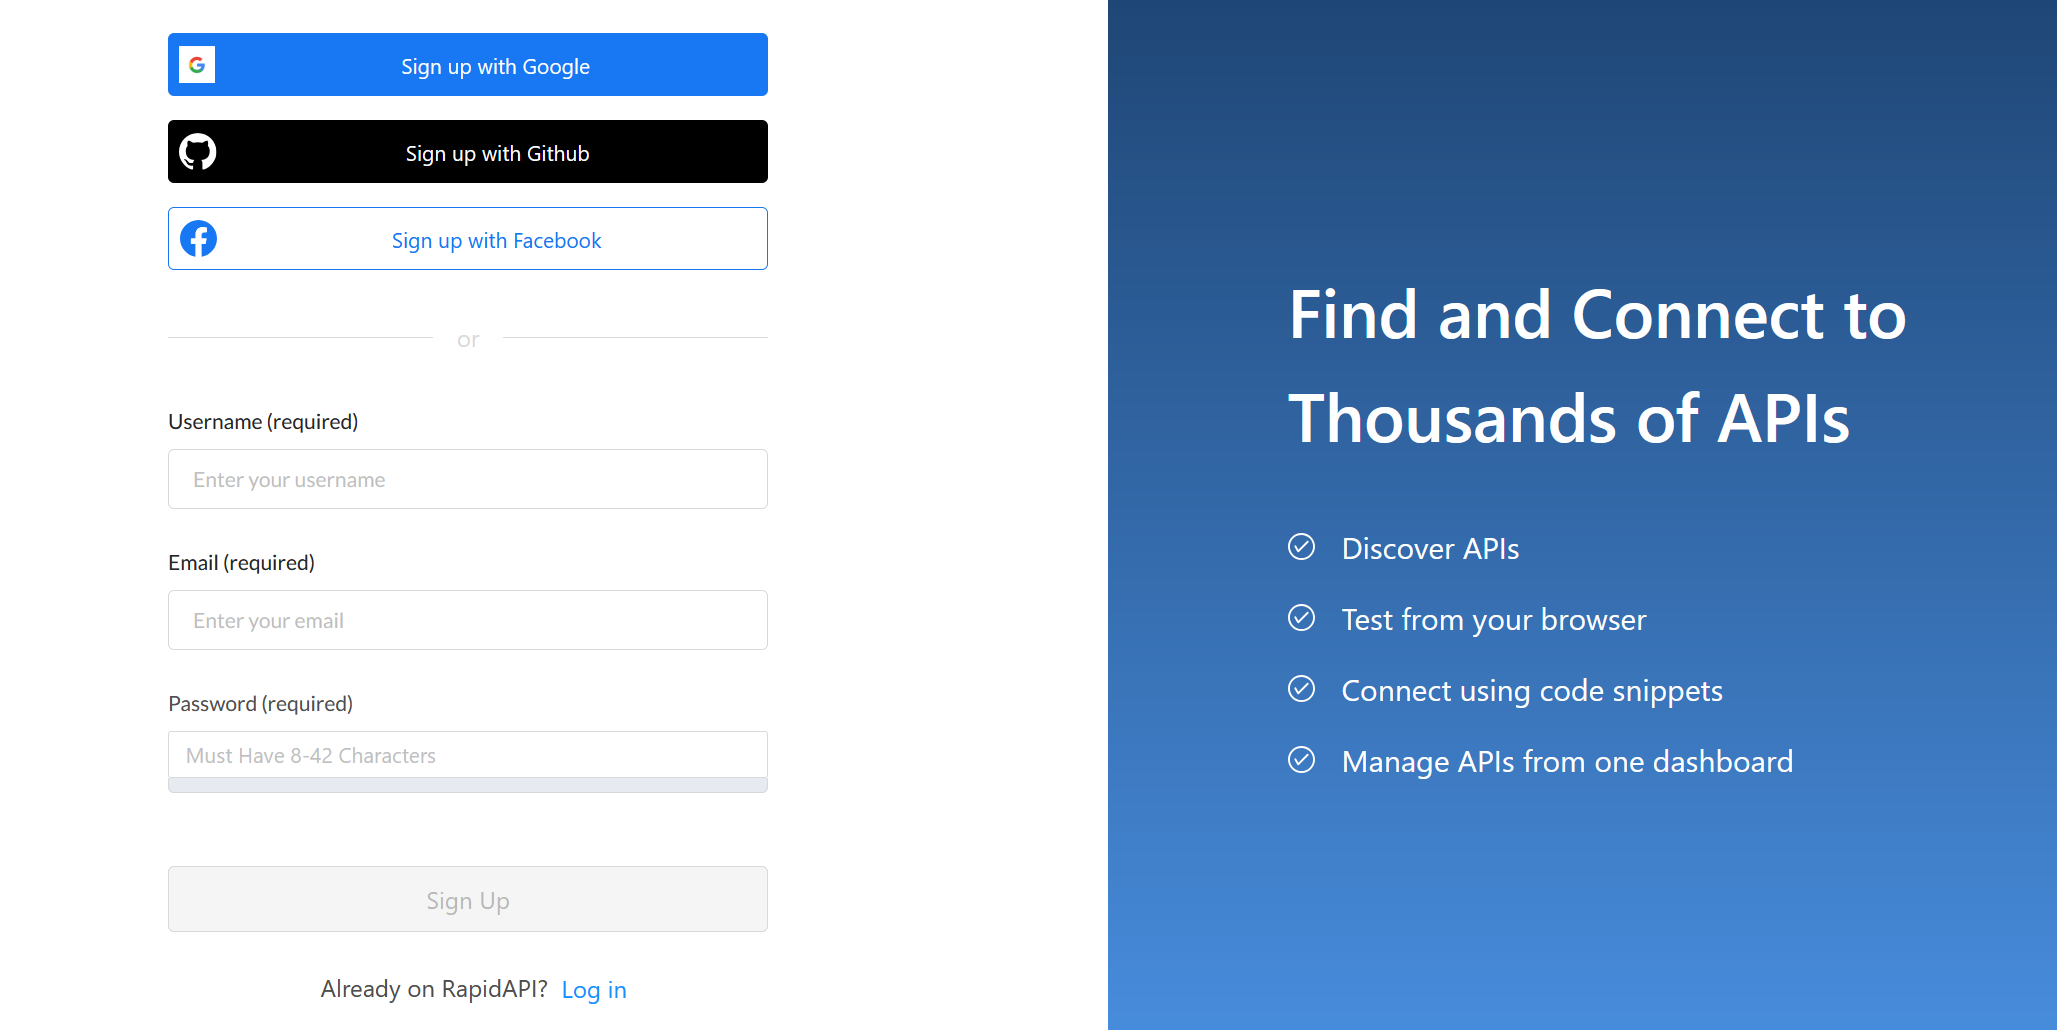 Sign up with Google
Sign up with Github
Sign up with Facebook
or
Username (required)
Enter your username
Email (required)
Enter your email
Password (required)
Must Have 8-42 Characters
Sign Up
Already on RapidAPI? Log in
Find and Connect to
Thousands of APIs
Discover APIs
Test from your browser
Connect using code snippets
Manage APIs from one dashboard